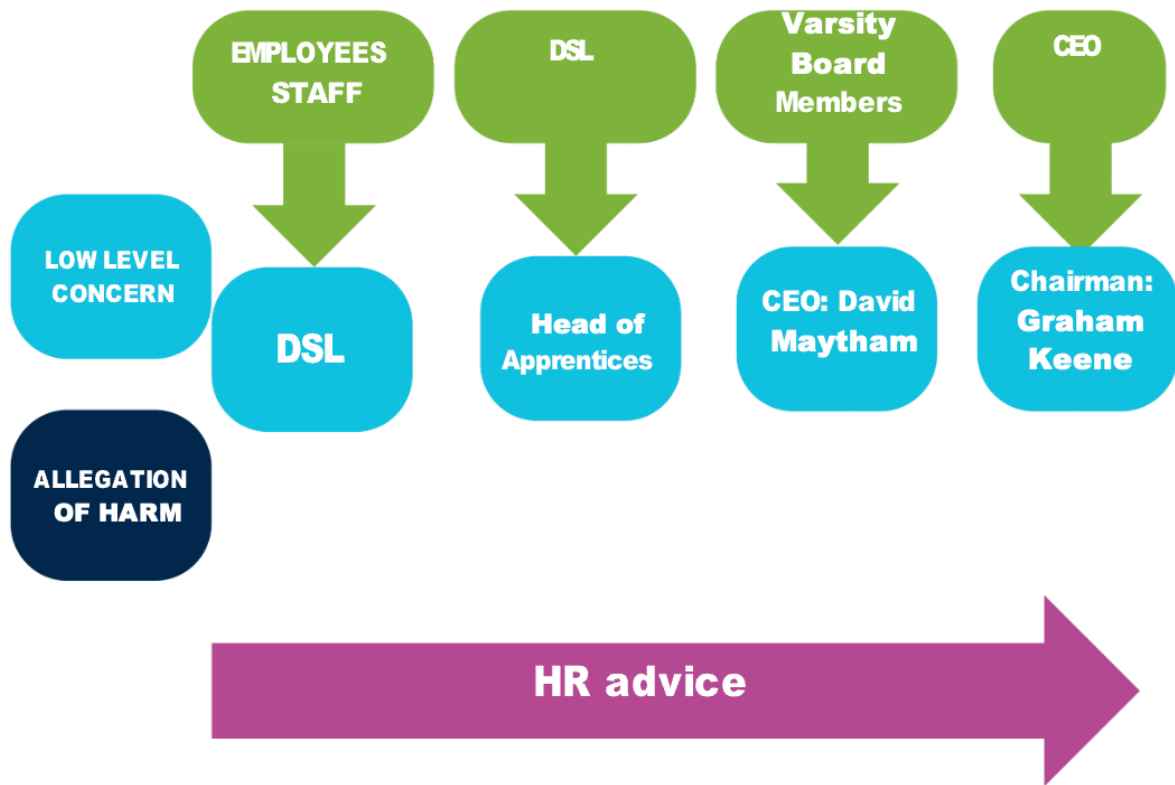 EMPLOYEES
STAFF
DSL
Varsity
Board
Members
CEO
LOW LEVEL
CONCERN
DSL
Head of
Apprentices
CEO: David
Maytham
Chairman:
Graham
Keene
ALLEGATION
OF HARM
HR advice